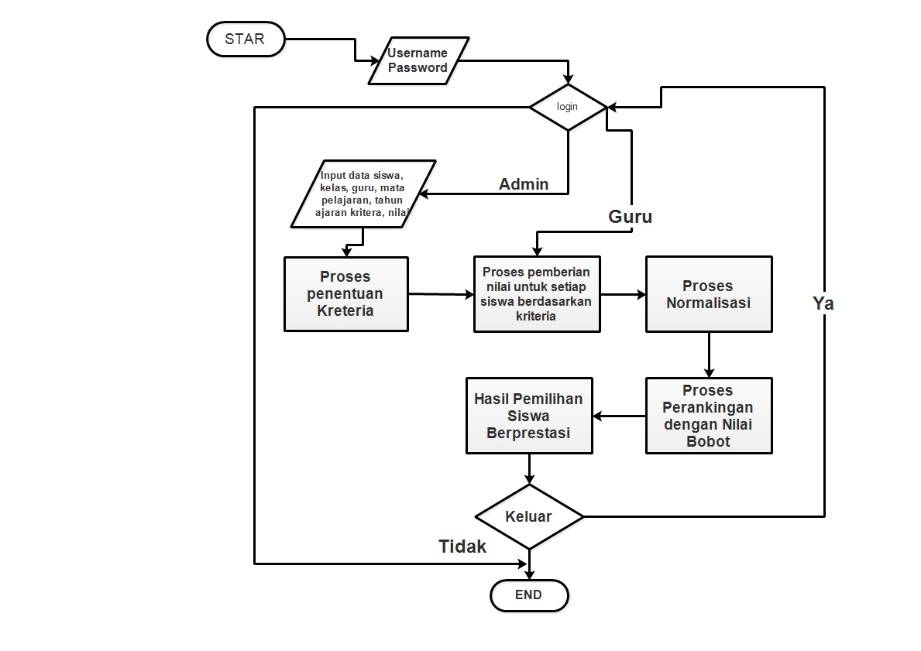 STAR
Username
Password
login
Input data siswa,
kelas, guru, mata
pelajaran, tahun
ajaran kritera, nilai
Admin
Guru
Proses
penentuan
Kreteria
Proses pemberian
nilai untuk setiap
siswa berdasarkan
kriteria
Proses
Normalisasi
Ya
Hasil Pemilihan
Siswa
Berprestasi
Proses
Perankingan
dengan Nilai
Bobot
Keluar
Tidak
END